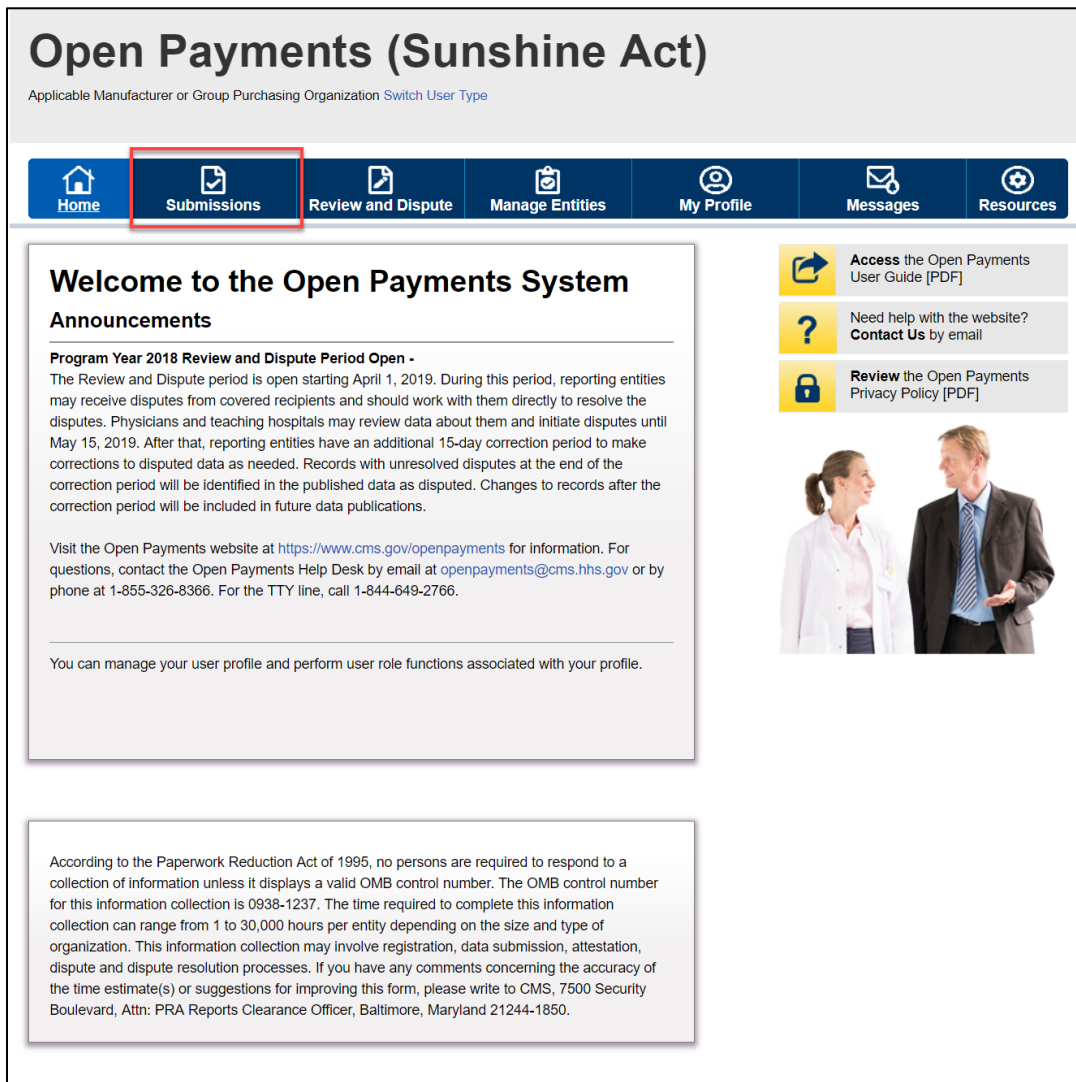 Open Payments (Sunshine Act)
Applicable Manufacturer or Group Purchasing Organization Switch User Type
Home
Submissions
Review and Dispute
Manage Entities
My Profile
Messages
Resources
Welcome to the Open Payments System
Announcements
Program Year 2018 Review and Dispute Period Open -
The Review and Dispute period is open starting April 1, 2019. During this period, reporting entities
may receive disputes from covered recipients and should work with them directly to resolve the
disputes. Physicians and teaching hospitals may review data about them and initiate disputes until
May 15, 2019. After that, reporting entities have an additional 15-day correction period to make
corrections to disputed data as needed. Records with unresolved disputes at the end of the
correction period will be identified in the published data as disputed. Changes to records after the
correction period will be included in future data publications.
Visit the Open Payments website at https://www.cms.gov/openpayments for information. For
questions, contact the Open Payments Help Desk by email at openpayments@cms.hhs.gov or by
phone at 1-855-326-8366. For the TTY line, call 1-844-649-2766.
You can manage your user profile and perform user role functions associated with your profile.
Access the Open Payments
User Guide [PDF]
?
Need help with the website?
Contact Us by email
Review the Open Payments
Privacy Policy [PDF]
According to the Paperwork Reduction Act of 1995, no persons are required to respond to a
collection of information unless it displays a valid OMB control number. The OMB control number
for this information collection is 0938-1237. The time required to complete this information
collection can range from 1 to 30,000 hours per entity depending on the size and type of
organization. This information collection may involve registration, data submission, attestation,
dispute and dispute resolution processes. If you have any comments concerning the accuracy of
the time estimate(s) or suggestions for improving this form, please write to CMS, 7500 Security
Boulevard, Attn: PRA Reports Clearance Officer, Baltimore, Maryland 21244-1850.